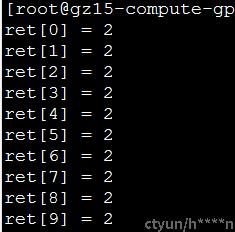 [root@gz15-compute-gp
ret[0] = 2
ret[1] = 2
ret[2] = 2
ret[3] = 2
ret[4] = 2
ret[5] = 2
ret[6] = 2
ret[7] = 2
ret[8] = 2
ret[9] = 2
ctyun/h****n